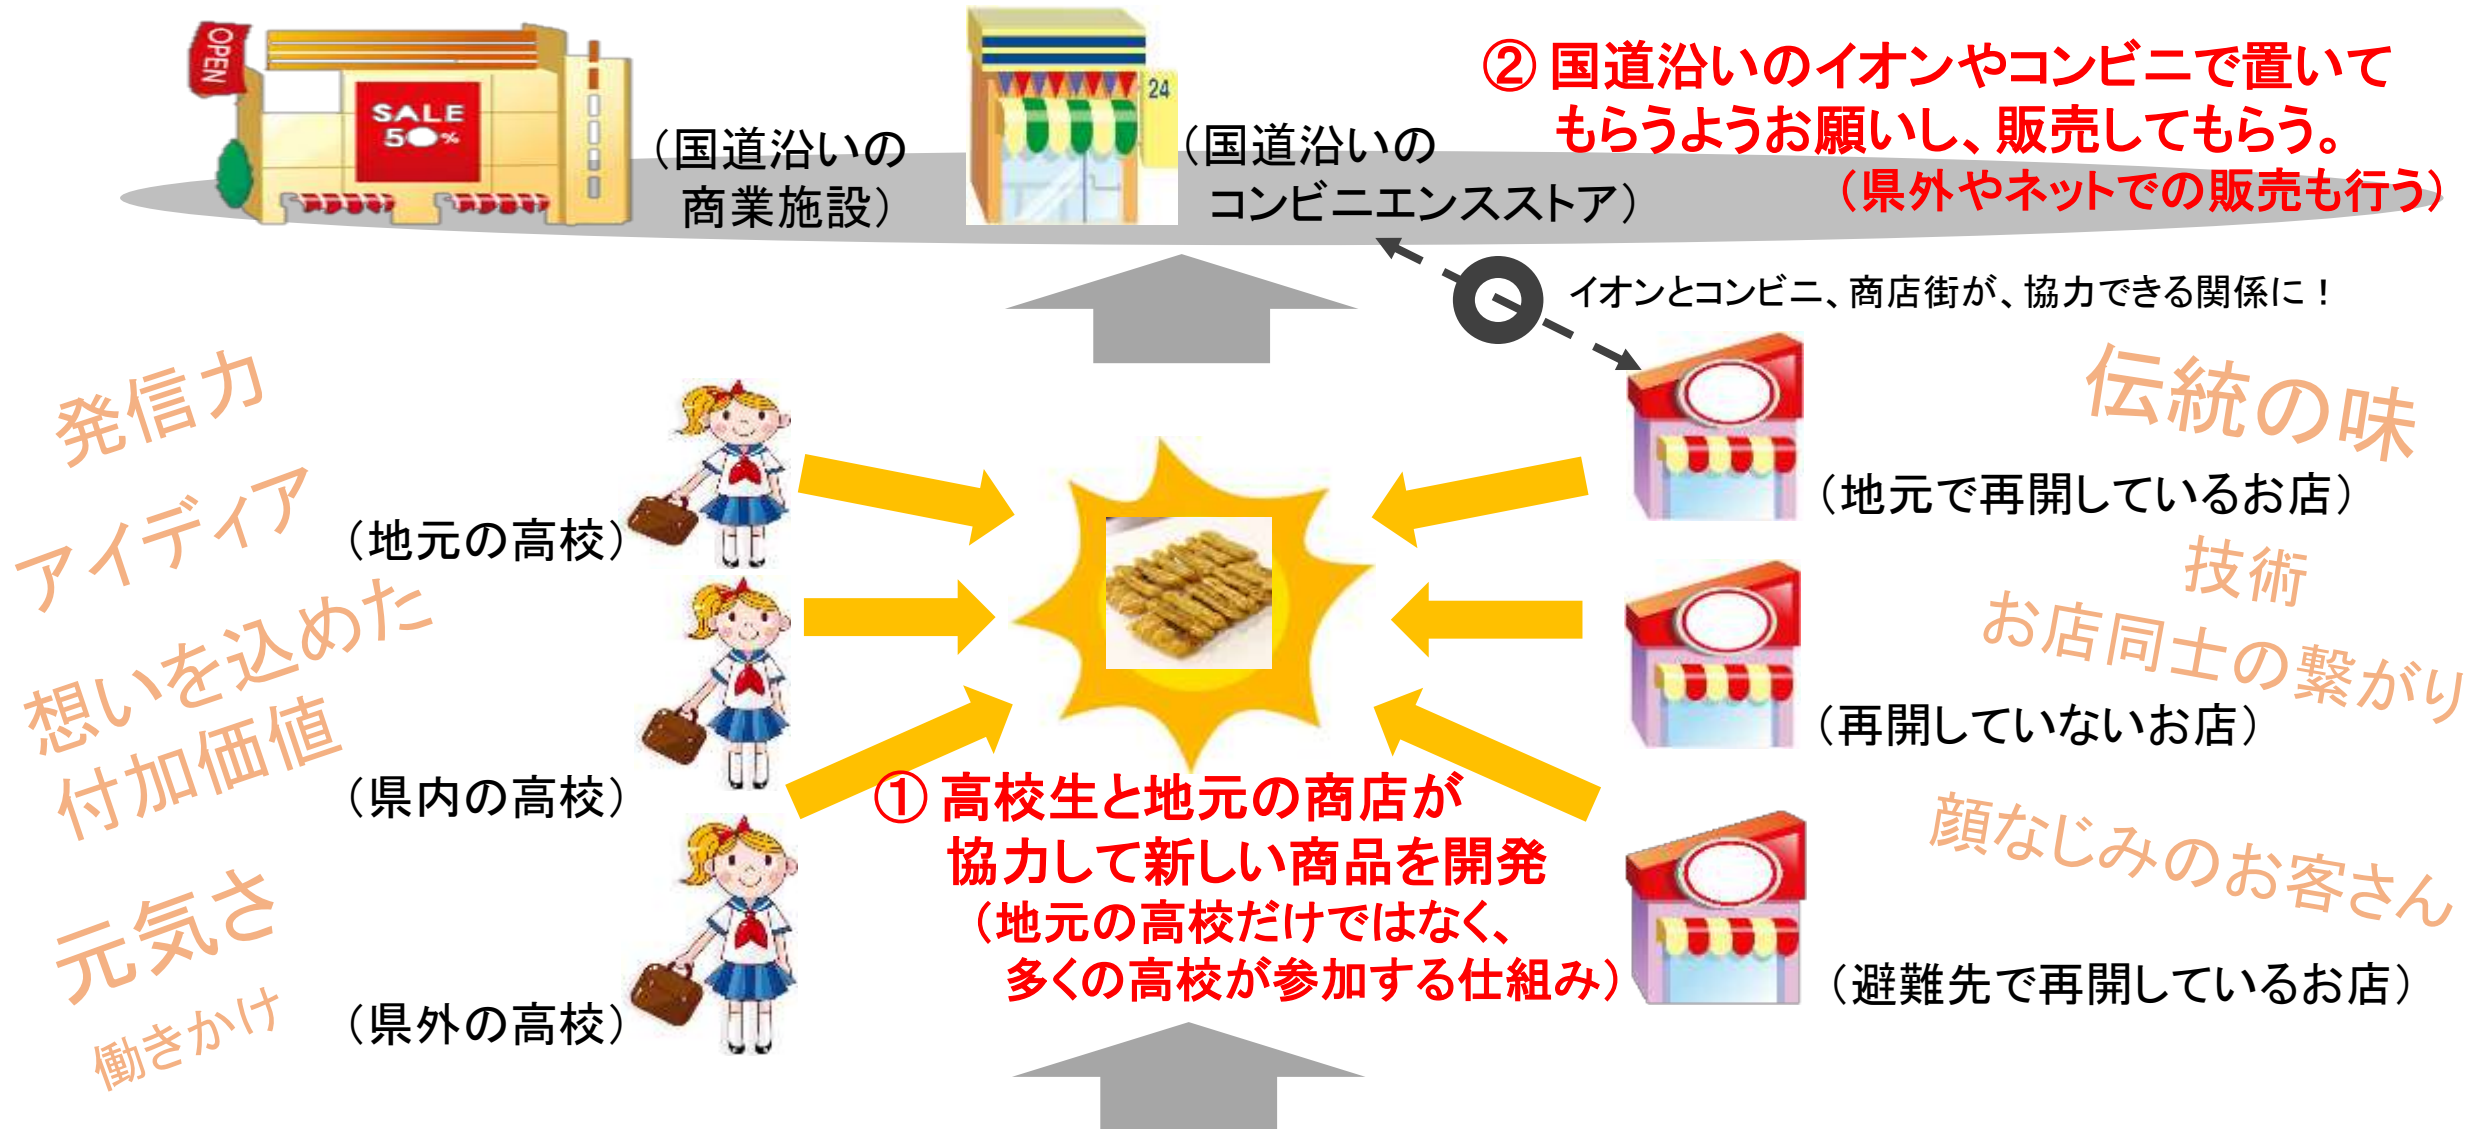 OPEN
SALE
50%
24
（国道沿いの
商業施設）
（国道沿いの
コンビニエンスストア）
② 国道沿いのイオンやコンビニで置いて
もらうようお願いし、販売してもらう。
（県外やネットでの販売も行う）
イオンとコンビニ、商店街が、協力できる関係に！
発信力
アイディア
想いを込めた
付加価値
元気さ
働きかけ
（地元の高校）
（県内の高校）
（県外の高校）
① 高校生と地元の商店が
協力して新しい商品を開発
（地元の高校だけではなく、
多くの高校が参加する仕組み）
（地元で再開しているお店）
（再開していないお店）
（避難先で再開しているお店）
伝統の味
技術
お店同士の繋がり
顔なじみのお客さん